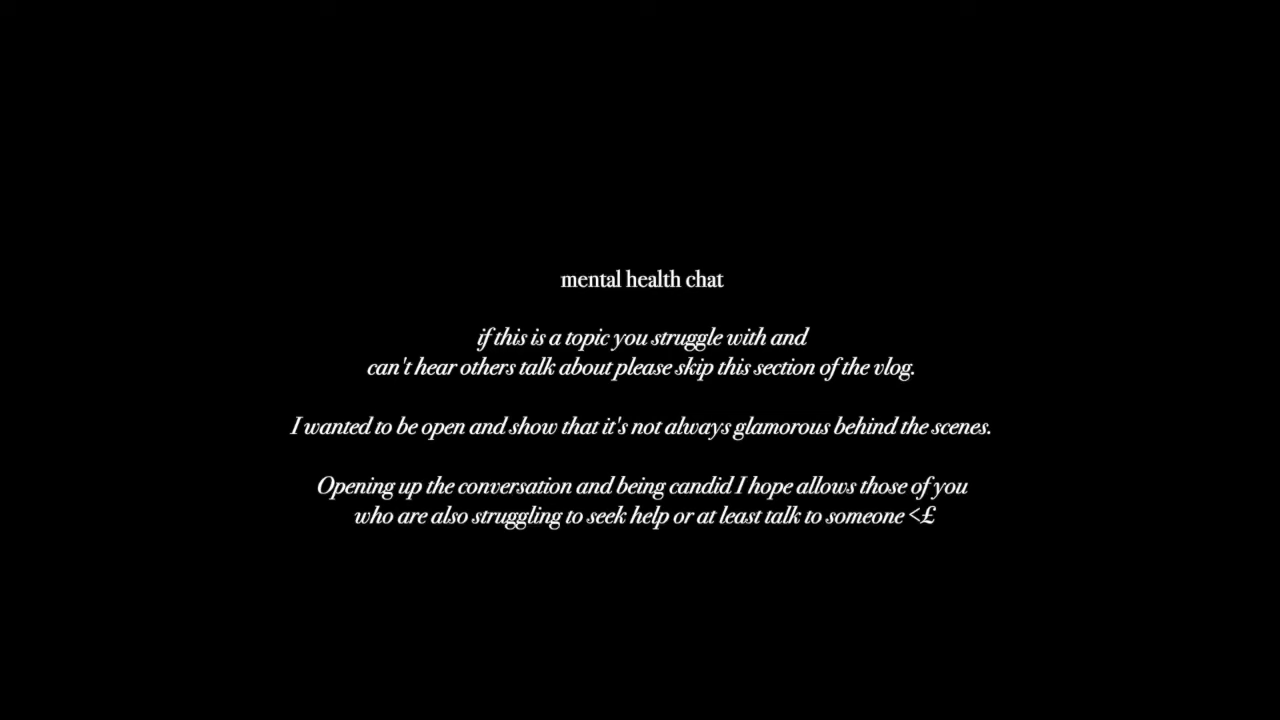 mental health chat
if this is a topic you struggle with and
can't hear others talk about please skip this section of the vlog.
I wanted to be open and show that it's not always glamorous behind the scenes.
Opening up the conversation and being candid I hope allows those of you
who are also struggling to seek help or at least talk to someone <£